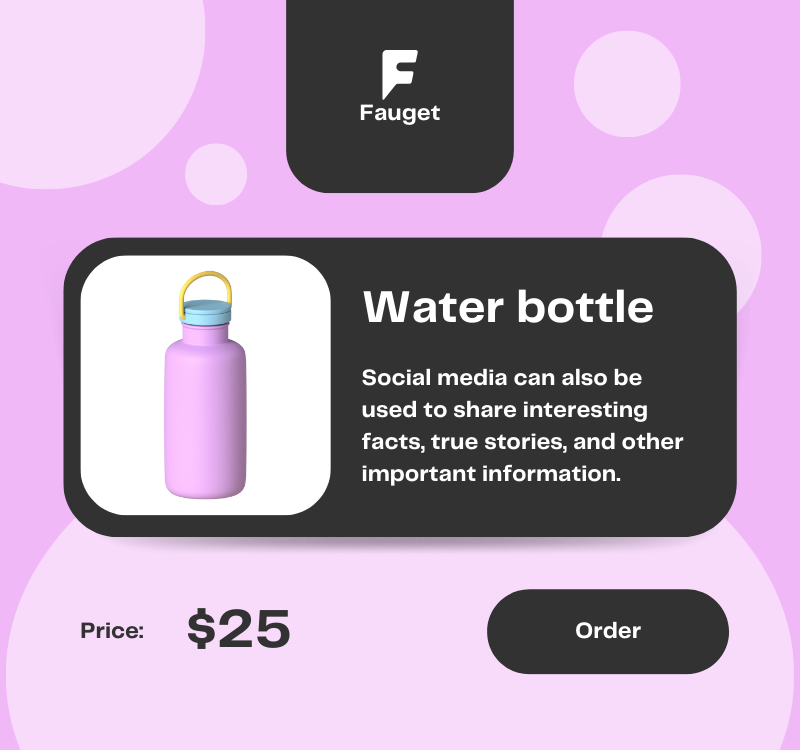 Fauget
Water bottle
Social media can also be
used to share interesting
facts, true stories, and other
important information.
Price: $25
Order